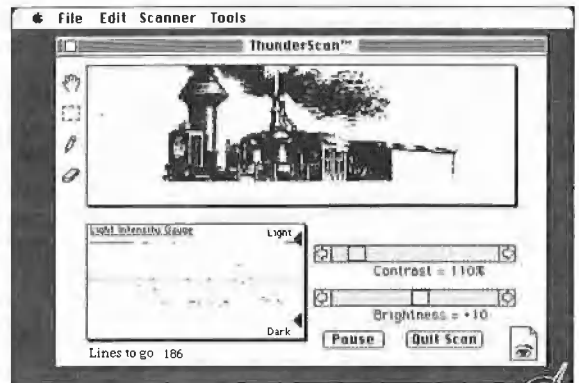 File Edit Scanner Tools
ThunderScan™
Light Intensity Gauge
Light
Dark
Lines to go 186
Contrast = 110%
Brightness = +10
Pause
Quit Scan